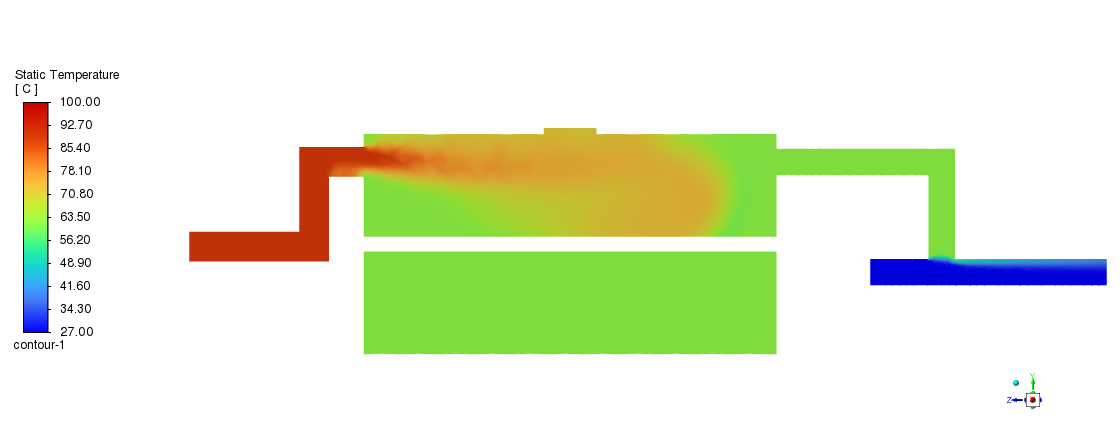 Static Temperature
[ C ]
100.00
92.70
85.40
78.10
70.80
63.50
56.20
48.90
41.60
34.30
27.00
contour-1
Y
Z